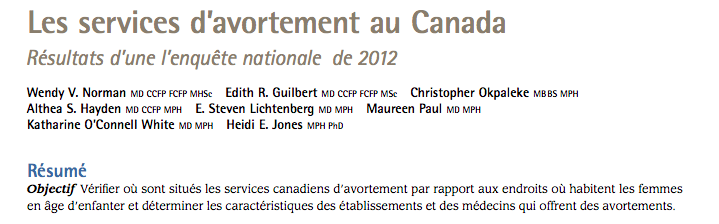 Les services d'avortement au Canada
Résultats d'une l'enquête nationale de 2012
Wendy V. Norman MD CCFP FCFP MHSc Edith R. Guilbert MD CCFP FCFP MSc Christopher Okpaleke MBBS MPH
Althea S. Hayden MD CCFP MPH E. Steven Lichtenberg MD MPH Maureen Paul MD MPH
Katharine O'Connell White MD MPH Heidi E. Jones MPH PhD
Résumé
Objectif Vérifier où sont situés les services canadiens d'avortement par rapport aux endroits où habitent les femmes
en âge d'enfanter et déterminer les caractéristiques des établissements et des médecins qui offrent des avortements.